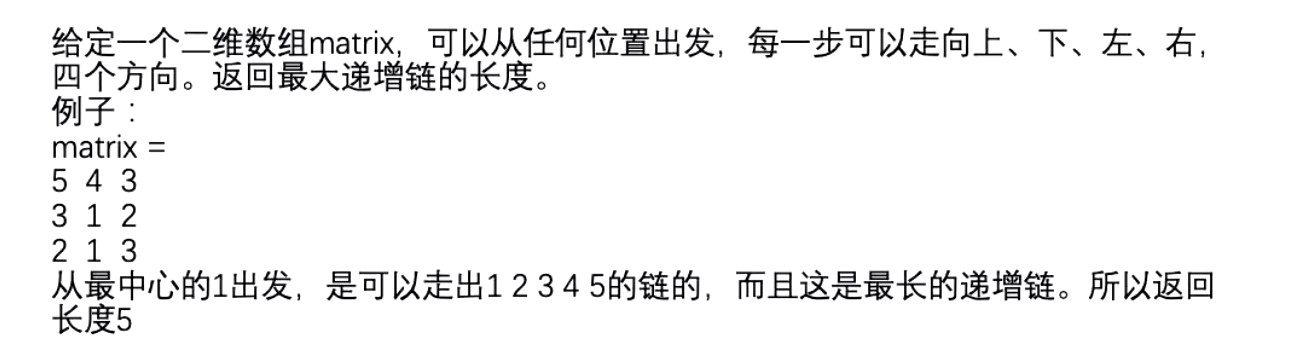 给定一个二维数组matrix，可以从任何位置出发，每一步可以走向上、下、左、右，
四个方向。返回最大递增链的长度。
例子：
matrix =
5 4 3
3 1 2
2 1 3
从最中心的1出发，是可以走出1 2 3 4 5的链的，而且这是最长的递增链。所以返回
长度5